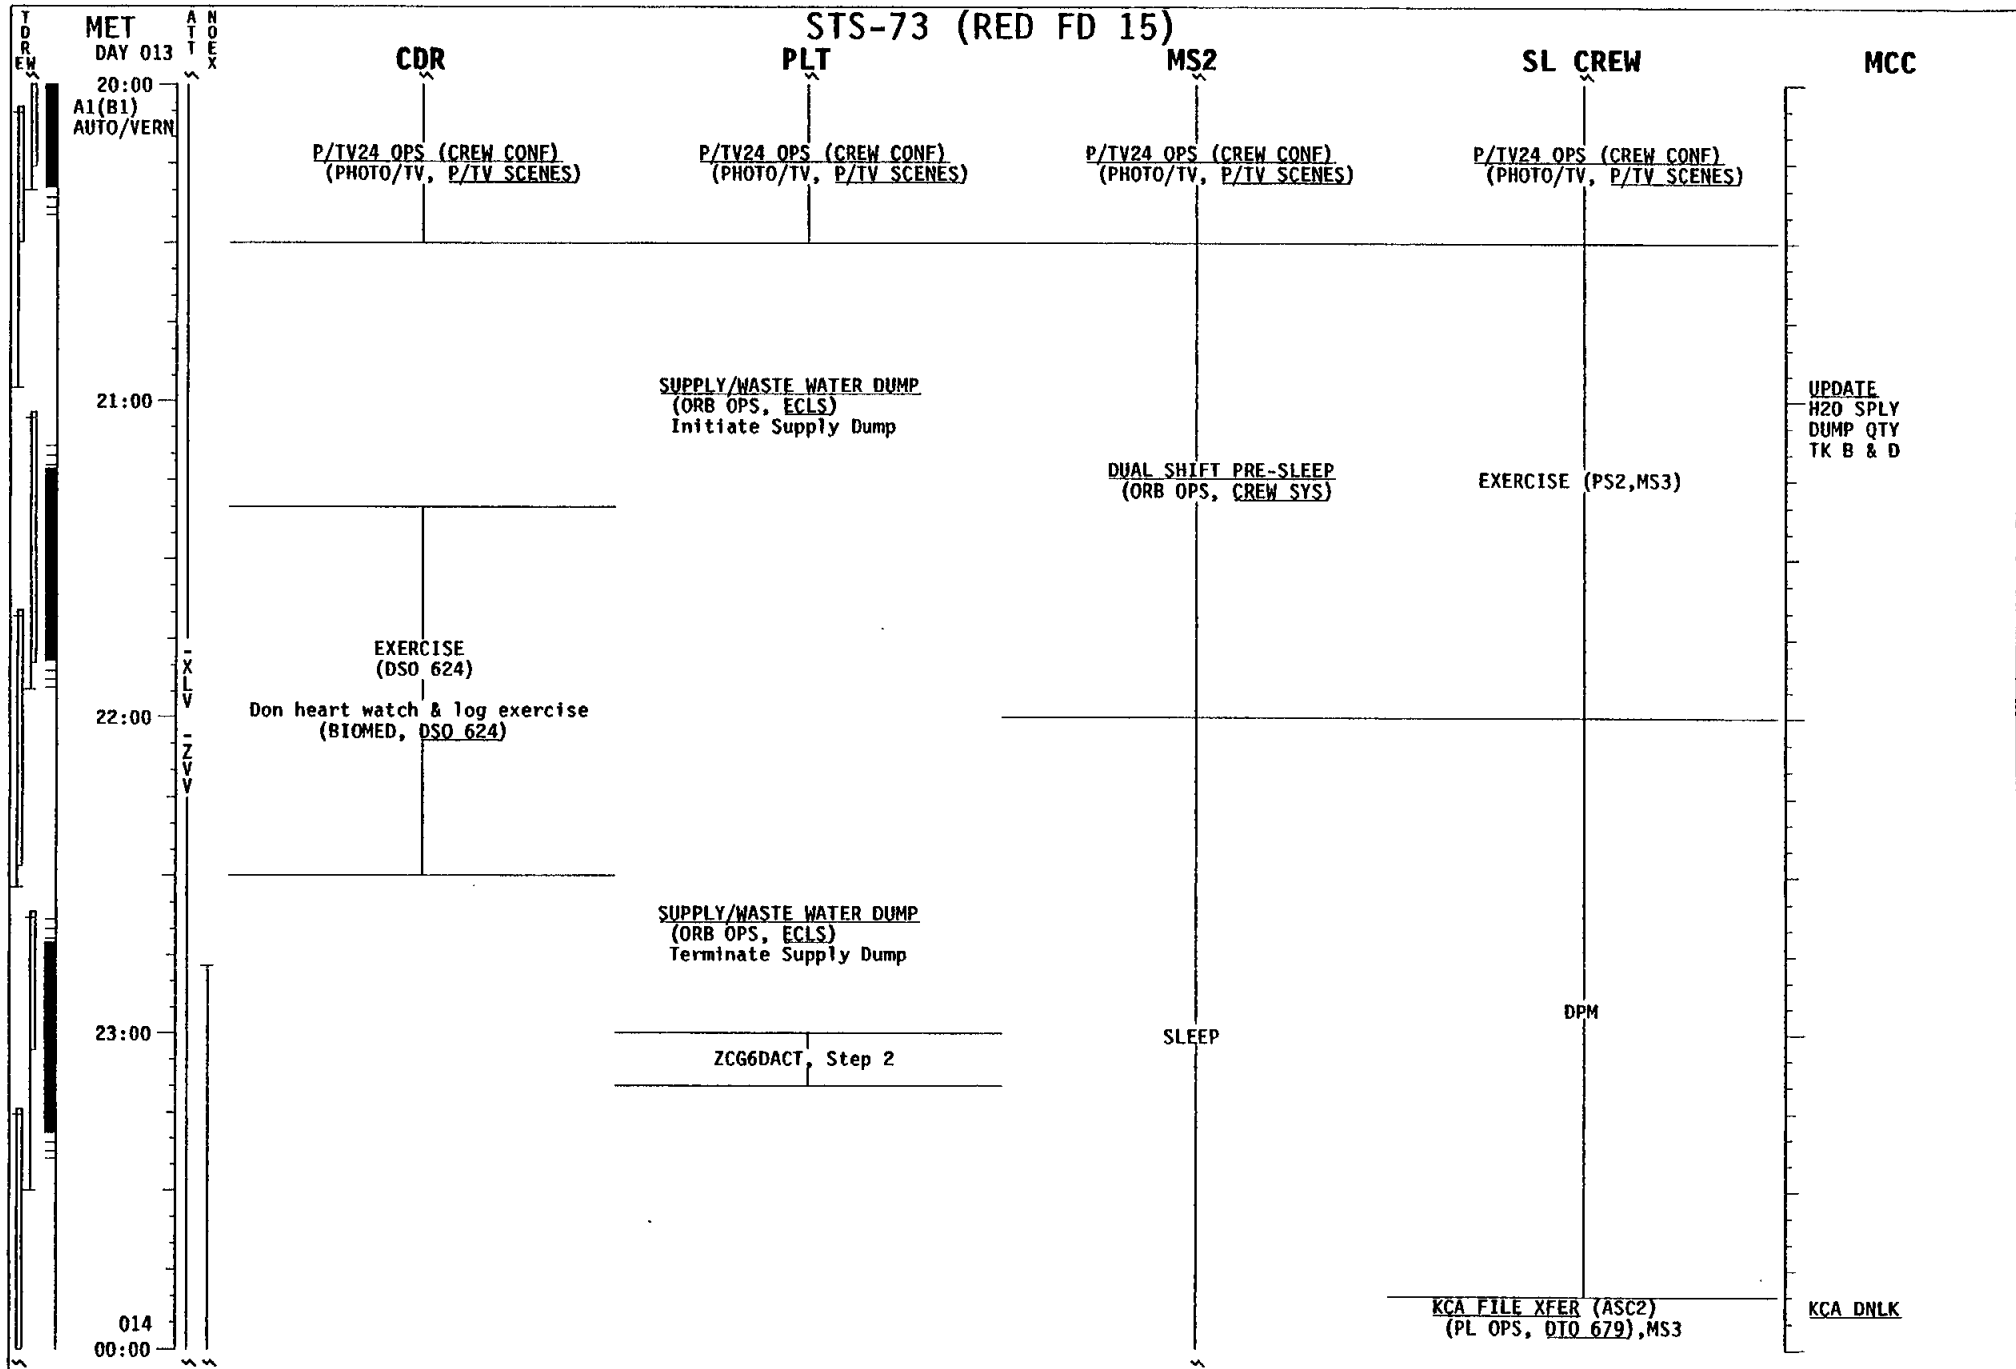 STS-73 (RED FD 15)
TDRE W
MET
DAY 013
ATT
NOEX
CDR
PLT
MS2
SL CREW
MCC
20:00
A1(B1)
AUTO/VERN
P/TV24 OPS (CREW CONF)
(PHOTO/TV, P/TV SCENES)
P/TV24 OPS (CREW CONF)
(PHOTO/TV, P/TV SCENES)
P/TV24 OPS (CREW CONF)
(PHOTO/TV, P/TV SCENES)
P/TV24 OPS (CREW CONF)
(PHOTO/TV, P/TV SCENES)
21:00
SUPPLY/WASTE WATER DUMP
(ORB OPS, ECLS)
Initiate Supply Dump
UPDATE
H2O SPLY
DUMP QTY
TK B & D
DUAL SHIFT PRE-SLEEP
(ORB OPS, CREW SYS)
EXERCISE (PS2,MS3)
-XLV
EXERCISE
(DSO 624)
22:00
Don heart watch & log exercise
(BIOMED, DSO 624)
-ZVV
SUPPLY/WASTE WATER DUMP
(ORB OPS, ECLS)
Terminate Supply Dump
23:00
ZCG6DACT, Step 2
SLEEP
DPM
014
00:00
KCA FILE XFER (ASC2)
(PL OPS, DTO 679),MS3
KCA DNLK